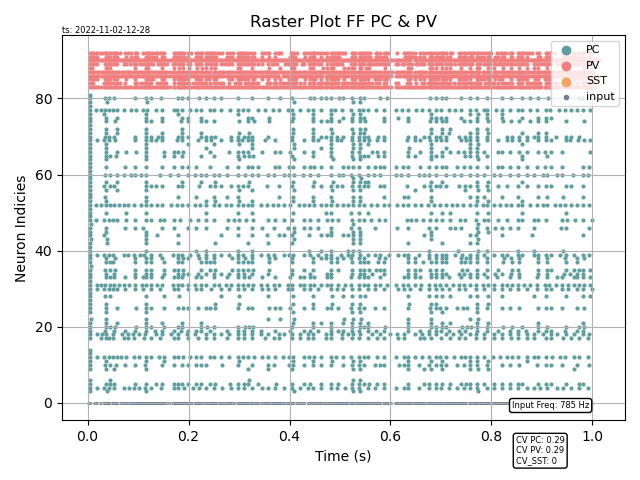 Raster Plot FF PC & PV
ts: 2022-11-02-12-28
PC
PV
SST
input
80
60
40
20
0
Neuron Indicies
0.0 0.2 0.4 0.6 0.8 1.0
Time (s)
Input Freq: 785 Hz
CV PC: 0.29
CV PV: 0.29
CV_SST: 0